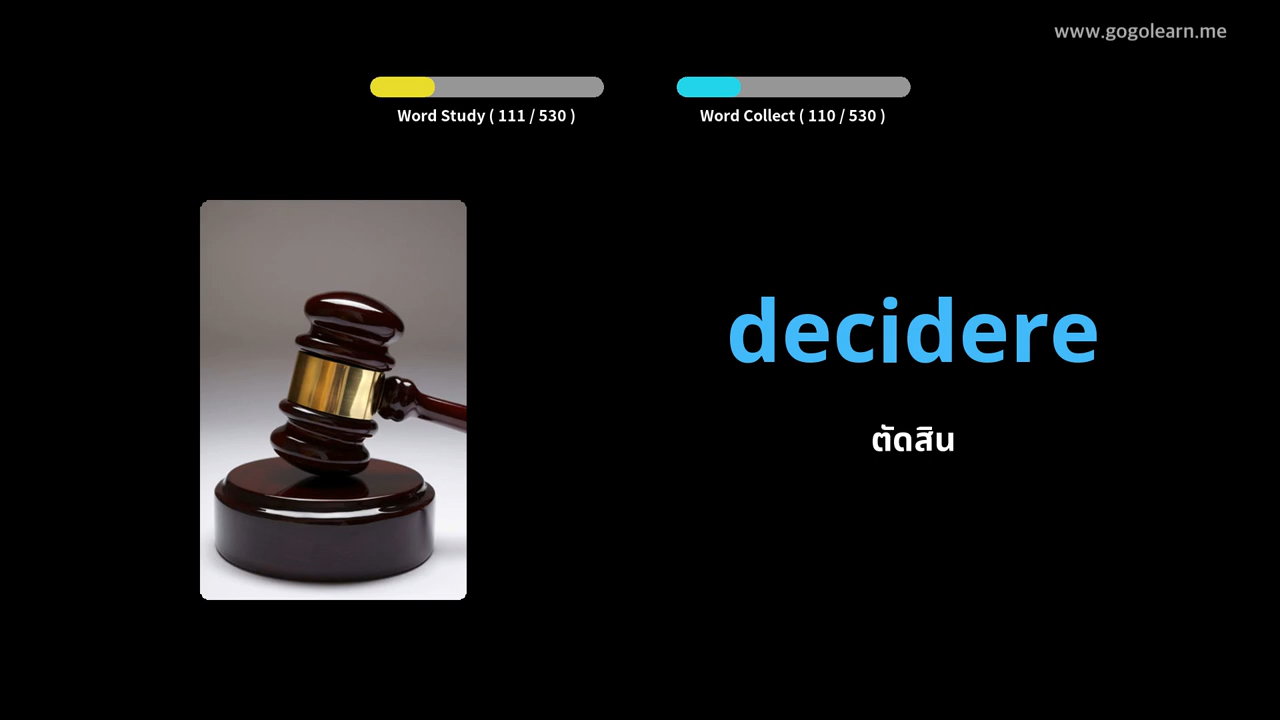 www.gogolearn.me
Word Study ( 111 / 530 )
Word Collect ( 110 / 530 )
decidere
ตัดสิน